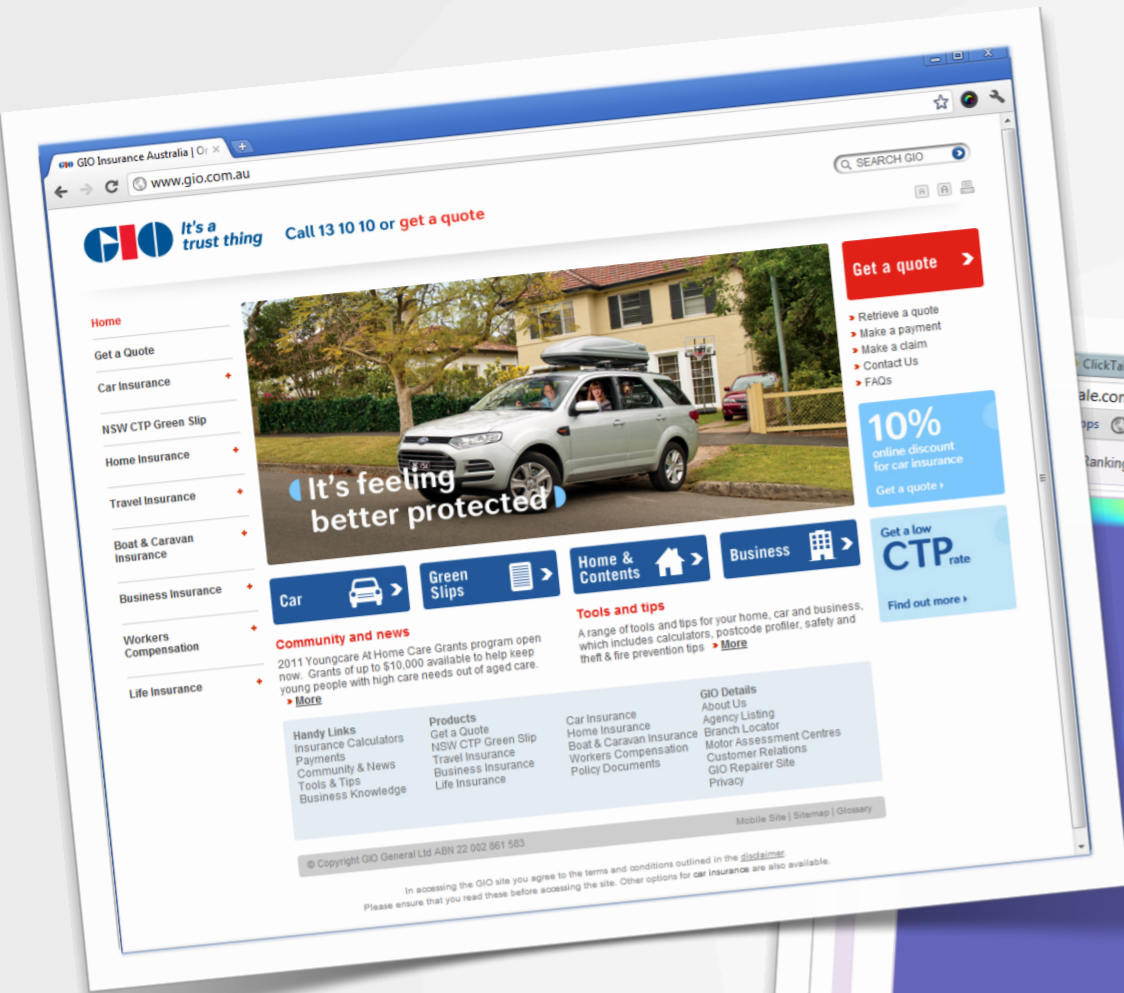 GIO GIO Insurance Australia | Or
www.gio.com.au
SEARCH GIO
A A
GIO It's a
trust thing
Call 13 10 10 or get a quote
Home
Get a Quote
Car Insurance
NSW CTP Green Slip
Home Insurance
Travel Insurance
Boat & Caravan
Insurance
Business Insurance
Workers
Compensation
Life Insurance
It's feeling
better protected
Get a quote
Retrieve a quote
Make a payment
Make a claim
Contact Us
FAQs
10%
online discount
for car insurance
Get a quote
Get a low
CTP rate
Find out more
Car
Green
Slips
Home &
Contents
Business
Community and news
2011 Youngcare At Home Care Grants program open
now. Grants of up to $10,000 available to help keep
young people with high care needs out of aged care.
More
Tools and tips
A range of tools and tips for your home, car and business,
which includes calculators, postcode profiler, safety and
theft & fire prevention tips More
Handy Links
Insurance Calculators
Payments
Community & News
Tools & Tips
Business Knowledge
Products
Get a Quote
NSW CTP Green Slip
Travel Insurance
Business Insurance
Life Insurance
Car Insurance
Home Insurance
Boat & Caravan Insurance
Workers Compensation
Policy Documents
GIO Details
About Us
Agency Listing
Branch Locator
Motor Assessment Centres
Customer Relations
GIO Repairer Site
Privacy
© Copyright GIO General Ltd ABN 22 002 861 583
Mobile Site | Sitemap | Glossary
In accessing the GIO site you agree to the terms and conditions outlined in the disclaimer.
Please ensure that you read these before accessing the site. Other options for car insurance are also available.
ClickTa
ale.com
ps
Ranking